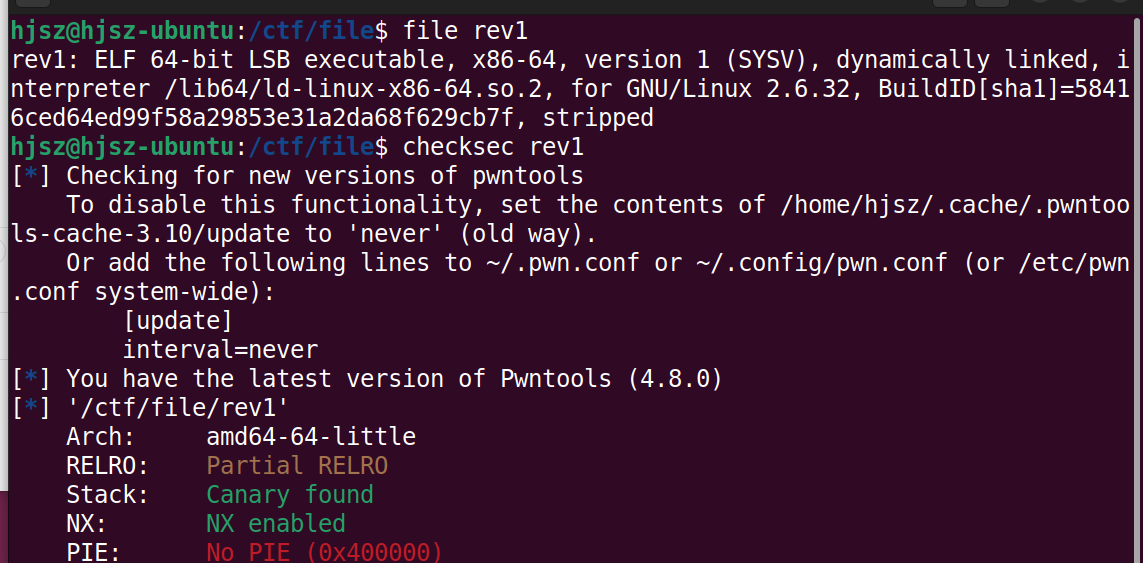 hjsz@hjsz-ubuntu:/ctf/file$ file rev1
rev1: ELF 64-bit LSB executable, x86-64, version 1 (SYSV), dynamically linked, i
nterpreter /lib64/ld-linux-x86-64.so.2, for GNU/Linux 2.6.32, BuildID[sha1]=5841
6ced64ed99f58a29853e31a2da68f629cb7f, stripped
hjsz@hjsz-ubuntu:/ctf/file$ checksec rev1
[*] Checking for new versions of pwntools
    To disable this functionality, set the contents of /home/hjsz/.cache/.pwntoo
ls-cache-3.10/update to 'never' (old way).
    Or add the following lines to ~/.pwn.conf or ~/.config/pwn.conf (or /etc/pwn
.conf system-wide):
        [update]
        interval=never
[*] You have the latest version of Pwntools (4.8.0)
[*] '/ctf/file/rev1'
    Arch:     amd64-64-little
    RELRO:    Partial RELRO
    Stack:    Canary found
    NX:       NX enabled
    PIE:      No PIE (0x400000)